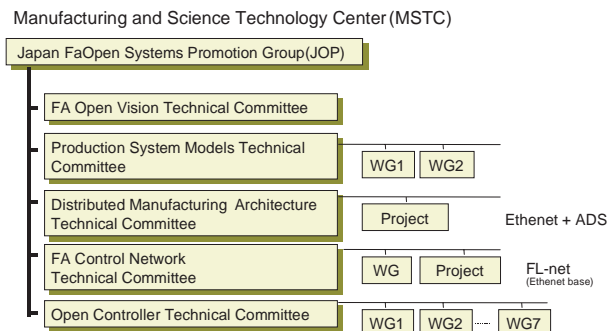 Manufacturing and Science Technology Center (MSTC)
Japan FaOpen Systems Promotion Group(JOP)
FA Open Vision Technical Committee
Production System Models Technical
Committee
WG1 WG2
Distributed Manufacturing Architecture
Technical Committee
Project
Ethenet + ADS
FA Control Network
Technical Committee
WG Project
FL-net
(Ethenet base)
Open Controller Technical Committee
WG1 WG2 WG7